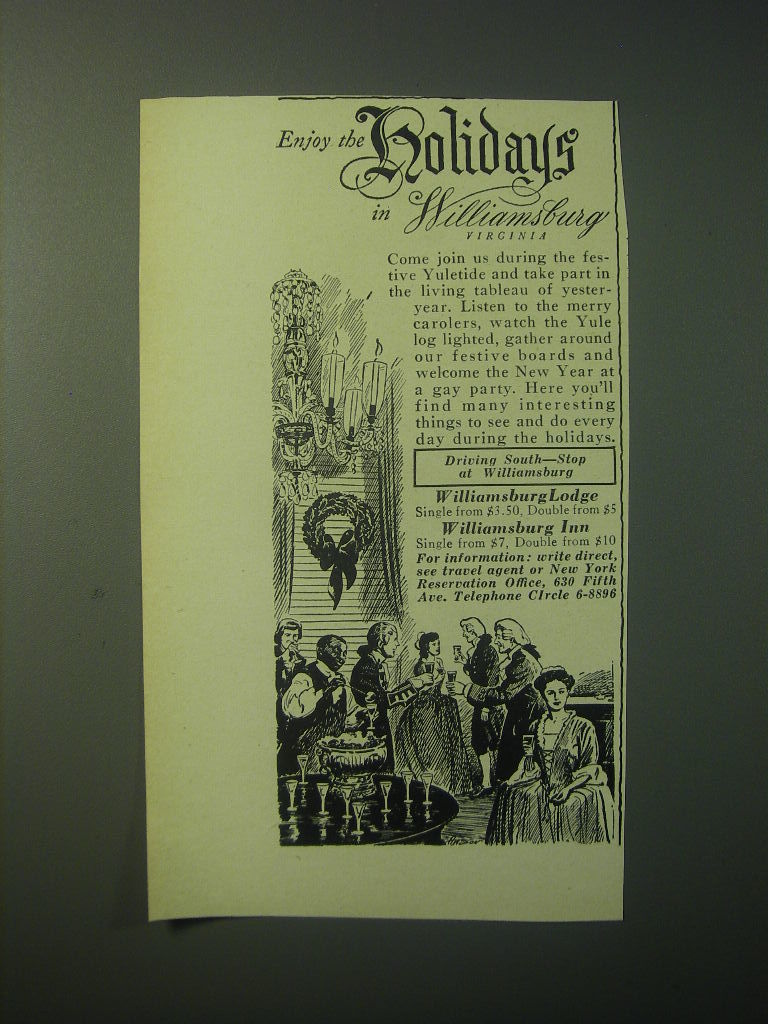 Enjoy the Holidays
in Williamsburg
VIRGINIA
Come join us during the fes-
tive Yuletide and take part in
the living tableau of yester-
year. Listen to the merry
carolers, watch the Yule
log lighted, gather around
our festive boards and
welcome the New Year at
a gay party. Here you'll
find many interesting
things to see and do every
day during the holidays.
Driving South—Stop
at Williamsburg
Williamsburg Lodge
Single from $3.50, Double from $5
Williamsburg Inn
Single from $7, Double from $10
For information: write direct,
see travel agent or New York
Reservation Office, 630 Fifth
Ave. Telephone CIrcle 6-8896